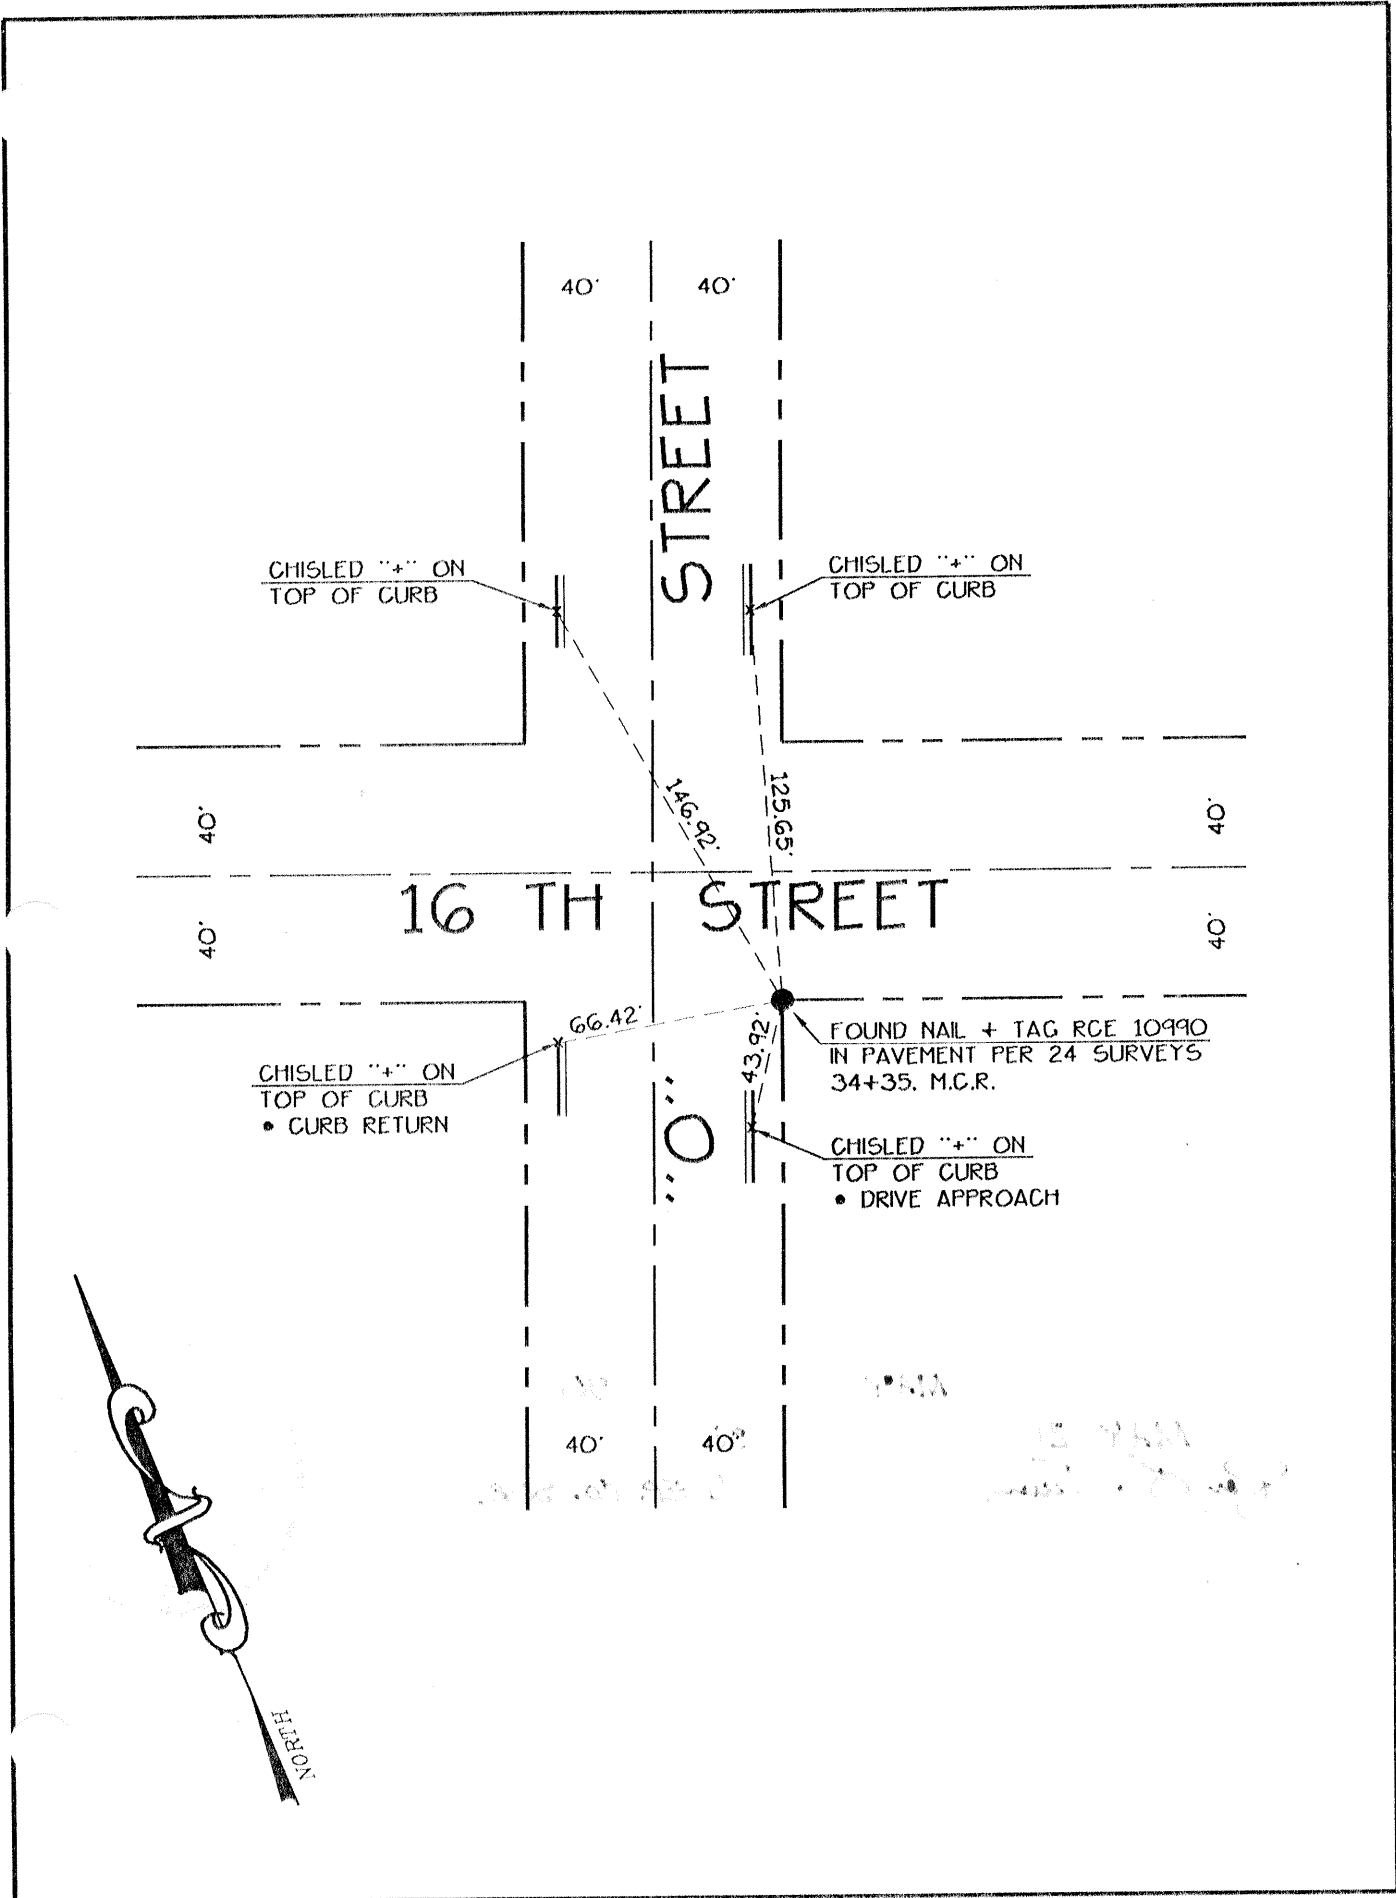 40' 40'
STREET
CHISLED "+" ON
TOP OF CURB
CHISLED "+" ON
TOP OF CURB
146.92'
125.65'
40'
40'
16 TH STREET
40'
40'
66.42'
43.92'
FOUND NAIL + TAG RCE 10990
IN PAVEMENT PER 24 SURVEYS
34+35. M.C.R.
CHISLED "+" ON
TOP OF CURB
• CURB RETURN
"O"
CHISLED "+" ON
TOP OF CURB
• DRIVE APPROACH
40' 40'
NORTH